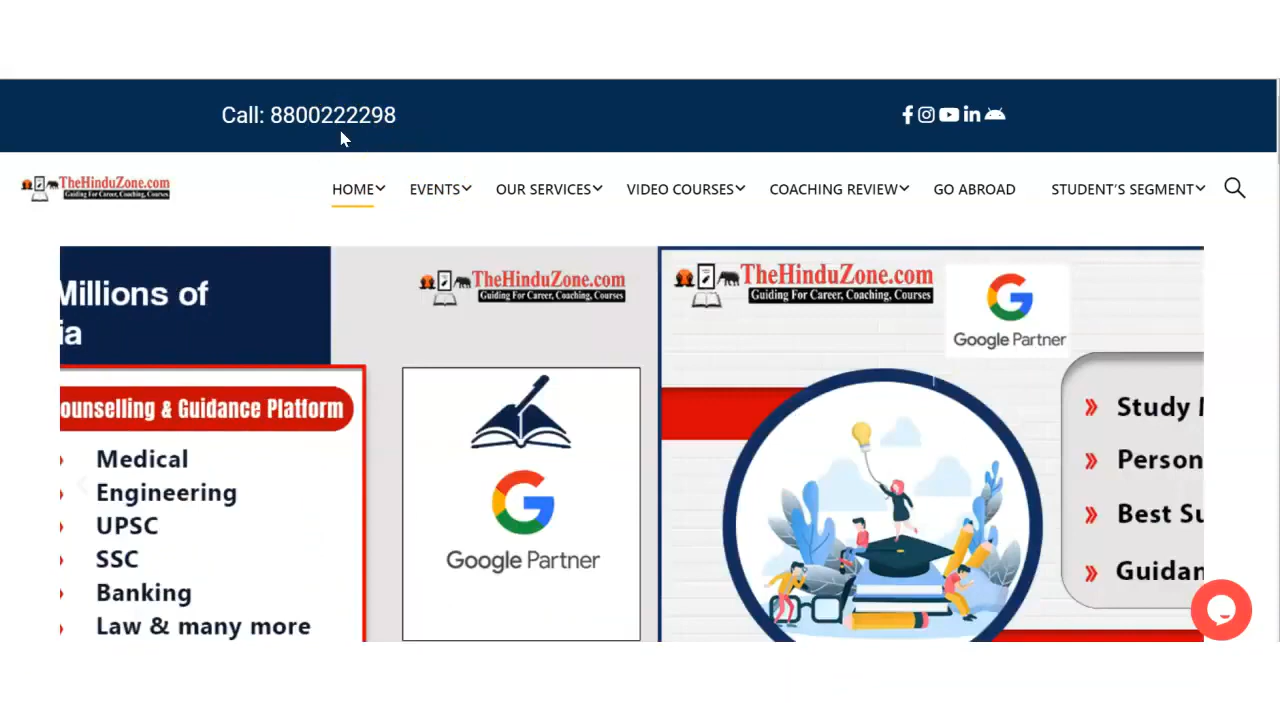 Call: 8800222298
TheHinduZone.com
Guiding For Career, Coaching, Courses
HOME
EVENTS
OUR SERVICES
VIDEO COURSES
COACHING REVIEW
GO ABROAD
STUDENT'S SEGMENT
Millions of
ia
ounselling & Guidance Platform
Medical
Engineering
UPSC
SSC
Banking
Law & many more
TheHinduZone.com
Guiding For Career, Coaching, Courses
Google Partner
TheHinduZone.com
Guiding For Career, Coaching, Courses
Google Partner
Study
Person
Best Su
Guidan